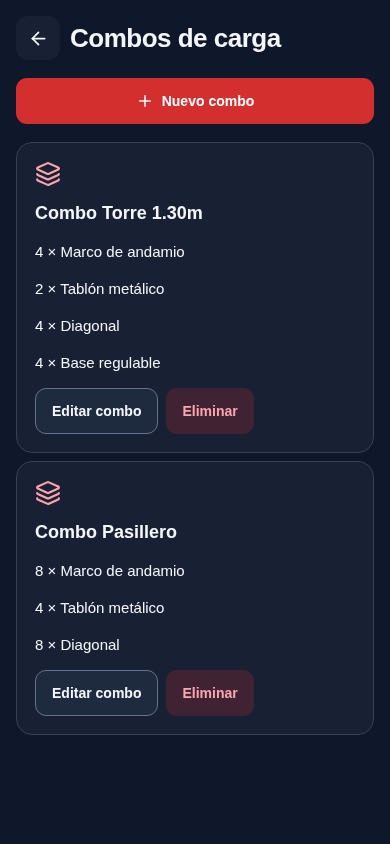 Combos de carga
Nuevo combo
Combo Torre 1.30m
4 × Marco de andamio
2 × Tablón metálico
4 × Diagonal
4 × Base regulable
Editar combo Eliminar
Combo Pasillero
8 × Marco de andamio
4 × Tablón metálico
8 × Diagonal
Editar combo Eliminar